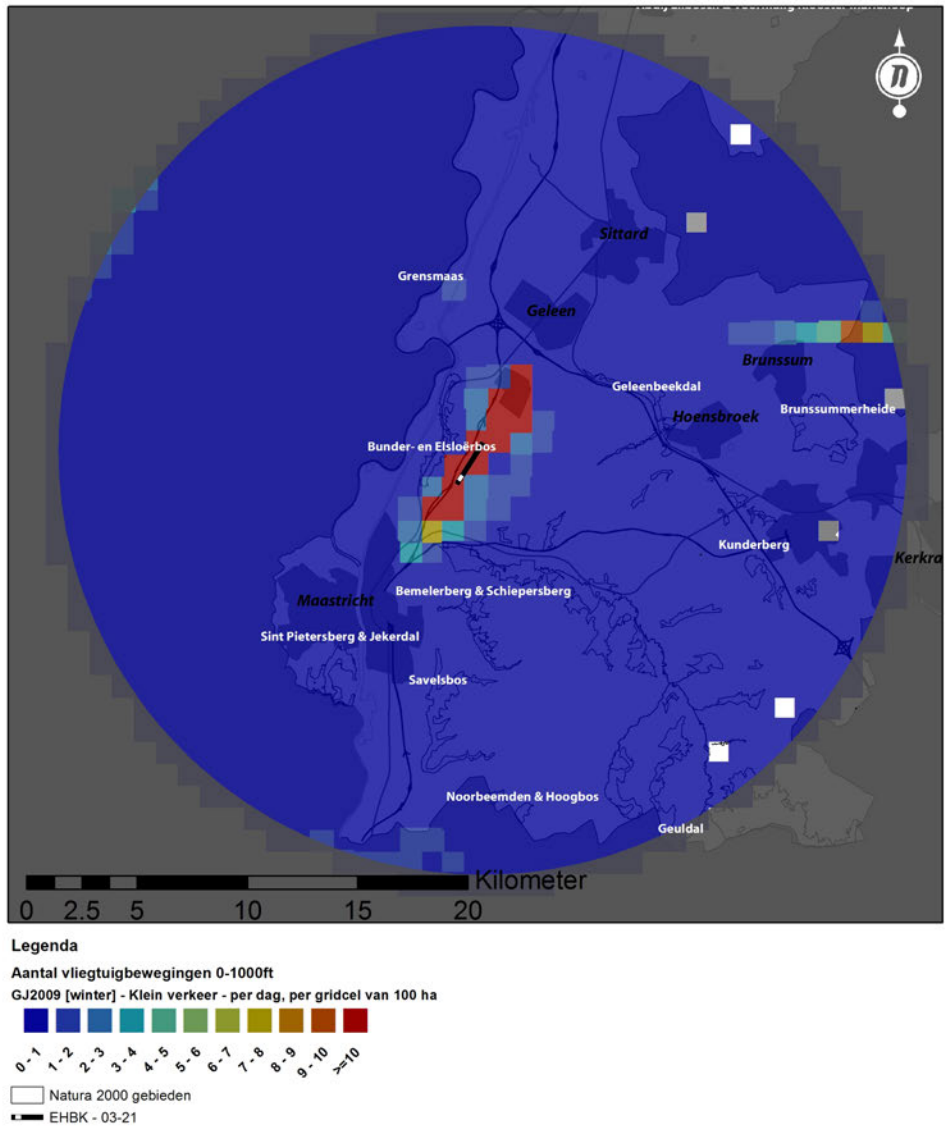 N
Sittard
Grensmaas
Geleen
Brunssum
Geleenbeekdal
Brunssummerheide
Hoensbroek
Bunder- en Elsloërbos
Kunderberg
Kerkra
Bemelerberg & Schiepersberg
Maastricht
Sint Pietersberg & Jekerdal
Savelsbos
Noorbeemden & Hoogbos
Geuldal
Kilometer
0 2.5 5 10 15 20
Legenda
Aantal vliegtuigbewegingen 0-1000ft
GJ2009 [winter] - Klein verkeer - per dag, per gridcel van 100 ha
0 - 1 1 - 2 2 - 3 3 - 4 4 - 5 5 - 6 6 - 7 7 - 8 8 - 9 9 - 10 >=10
Natura 2000 gebieden
EHBK - 03-21